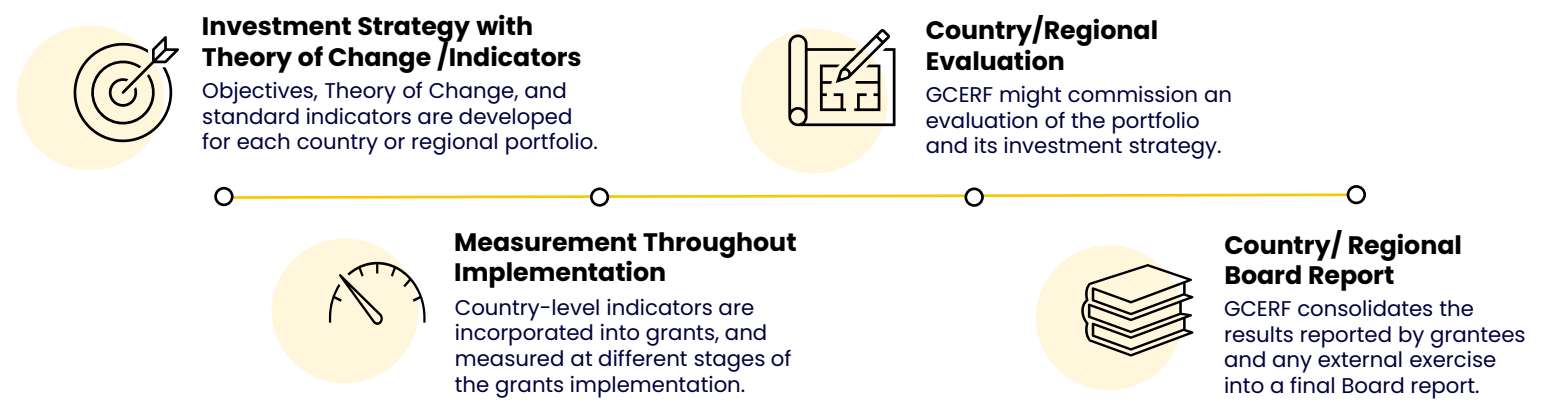 Investment Strategy with
Theory of Change /Indicators
Objectives, Theory of Change, and
standard indicators are developed
for each country or regional portfolio.
Measurement Throughout
Implementation
Country-level indicators are
incorporated into grants, and
measured at different stages of
the grants implementation.
Country/Regional
Evaluation
GCERF might commission an
evaluation of the portfolio
and its investment strategy.
Country/ Regional
Board Report
GCERF consolidates the
results reported by grantees
and any external exercise
into a final Board report.